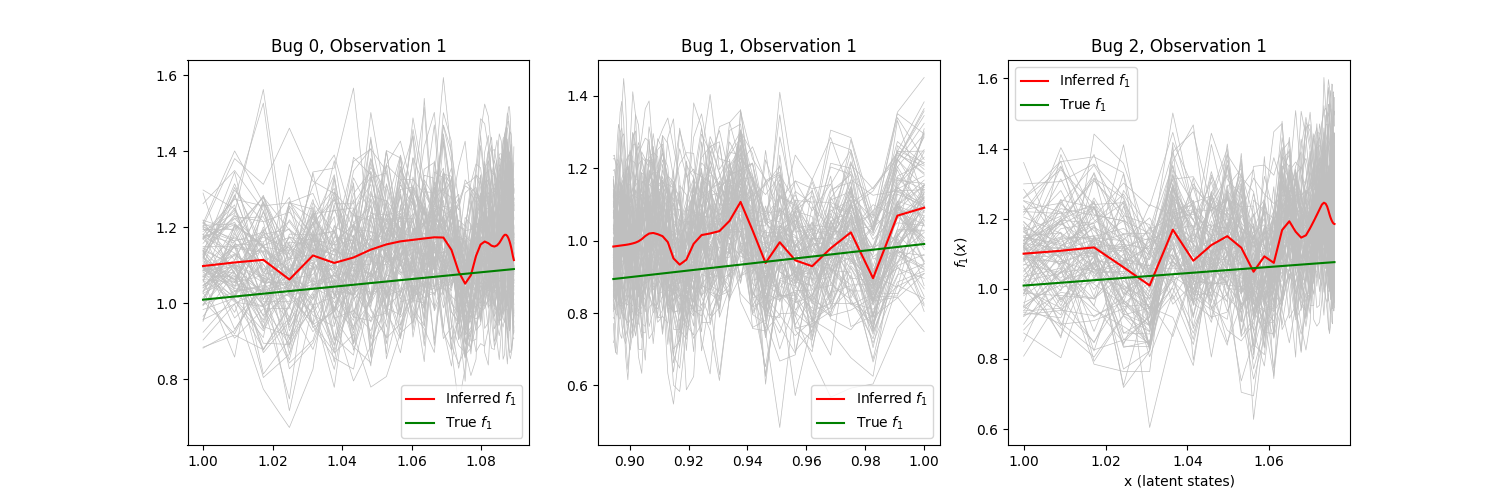 Bug 0, Observation 1
1.6
1.4
1.2
1.0
0.8
1.00 1.02 1.04 1.06 1.08
Inferred f₁
True f₁
Bug 1, Observation 1
1.4
1.2
1.0
0.8
0.6
0.90 0.92 0.94 0.96 0.98 1.00
Inferred f₁
True f₁
Bug 2, Observation 1
Inferred f₁
True f₁
f₁(x)
1.6
1.4
1.2
1.0
0.8
0.6
1.00 1.02 1.04 1.06
x (latent states)